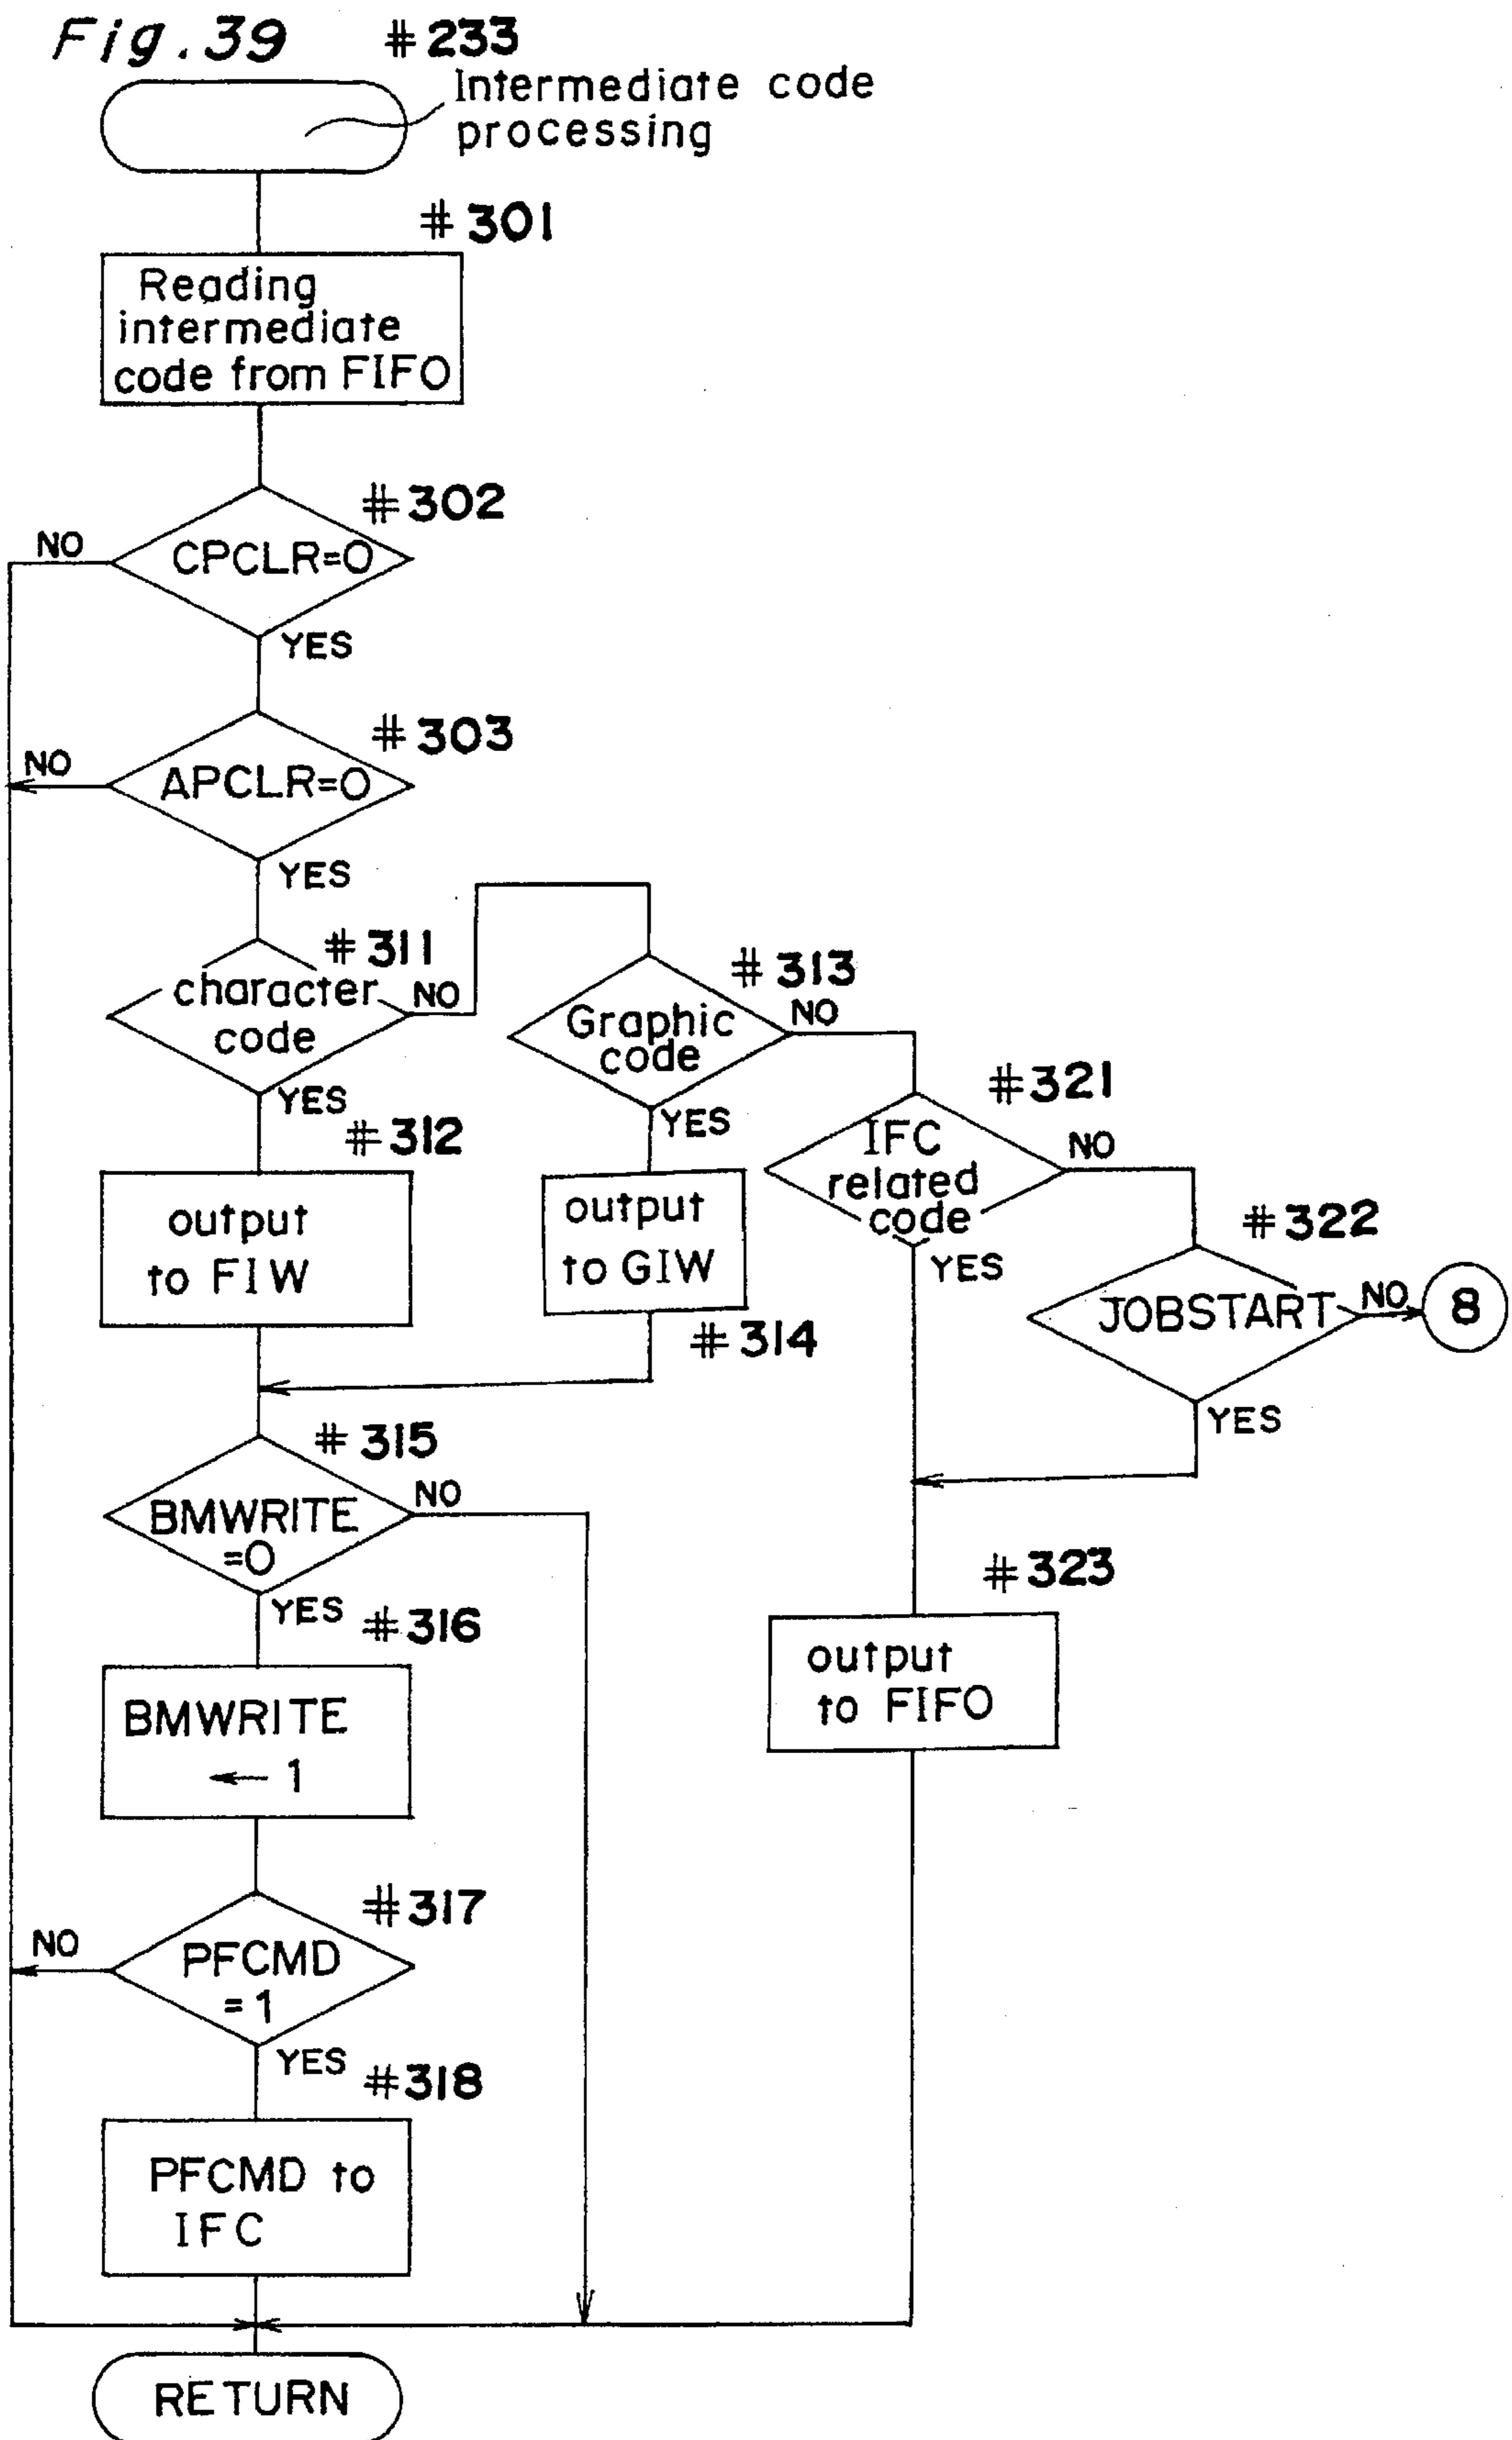 Fig. 39 #233
Intermediate code
processing
#301
Reading
intermediate
code from FIFO
#302
NO
CPCLR=0
YES
#303
NO
APCLR=0
YES
#311
character
code
NO
YES
#313
Graphic
code
NO
YES
#321
IFC
related
code
NO
YES
#322
JOBSTART
NO
8
YES
#312
output
to FIW
output
to GIW
#314
#315
BMWRITE
=0
NO
YES
#316
BMWRITE
← 1
#323
output
to FIFO
#317
NO
PFCMD
=1
YES
#318
PFCMD to
IFC
RETURN